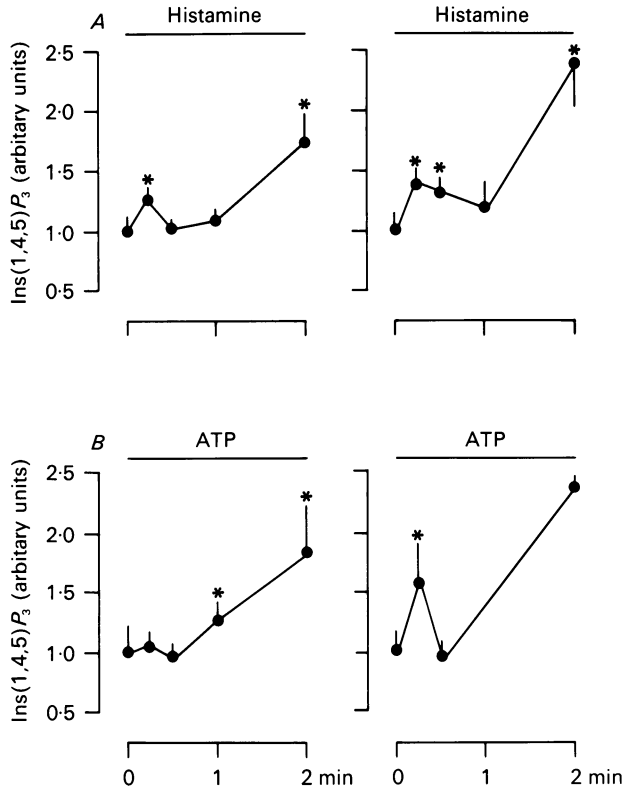 A
Histamine
Histamine
Ins(1,4,5)P3 (arbitary units)
2·5
2·0
1·5
1·0
0·5
*
*
*
*
*
B
ATP
ATP
Ins(1,4,5)P3 (arbitary units)
2·5
2·0
1·5
1·0
0·5
*
*
*
0 1 2 min
0 1 2 min